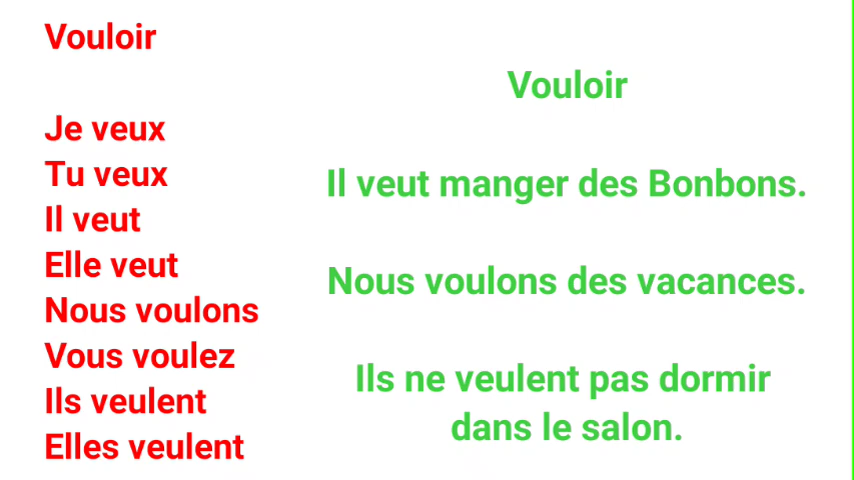 Vouloir
Je veux
Tu veux
Il veut
Elle veut
Nous voulons
Vous voulez
Ils veulent
Elles veulent
Vouloir
Il veut manger des Bonbons.
Nous voulons des vacances.
Ils ne veulent pas dormir
dans le salon.